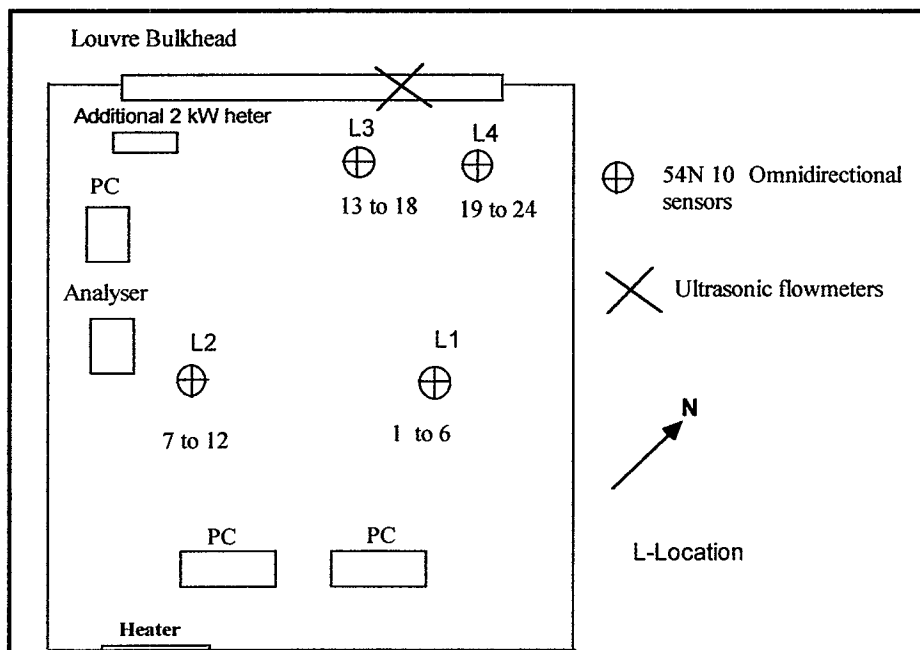 Louvre Bulkhead
Additional 2 kW heter
L3
L4
PC
13 to 18
19 to 24
54N 10 Omnidirectional
sensors
Analyser
Ultrasonic flowmeters
L2
L1
N
7 to 12
1 to 6
PC
PC
L-Location
Heater